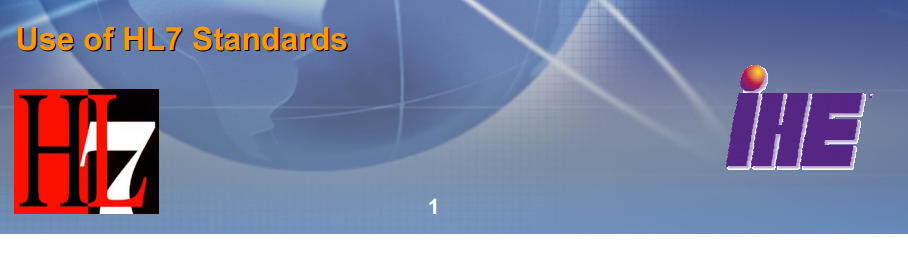 Use of HL7 Standards
HL7
IHE
1